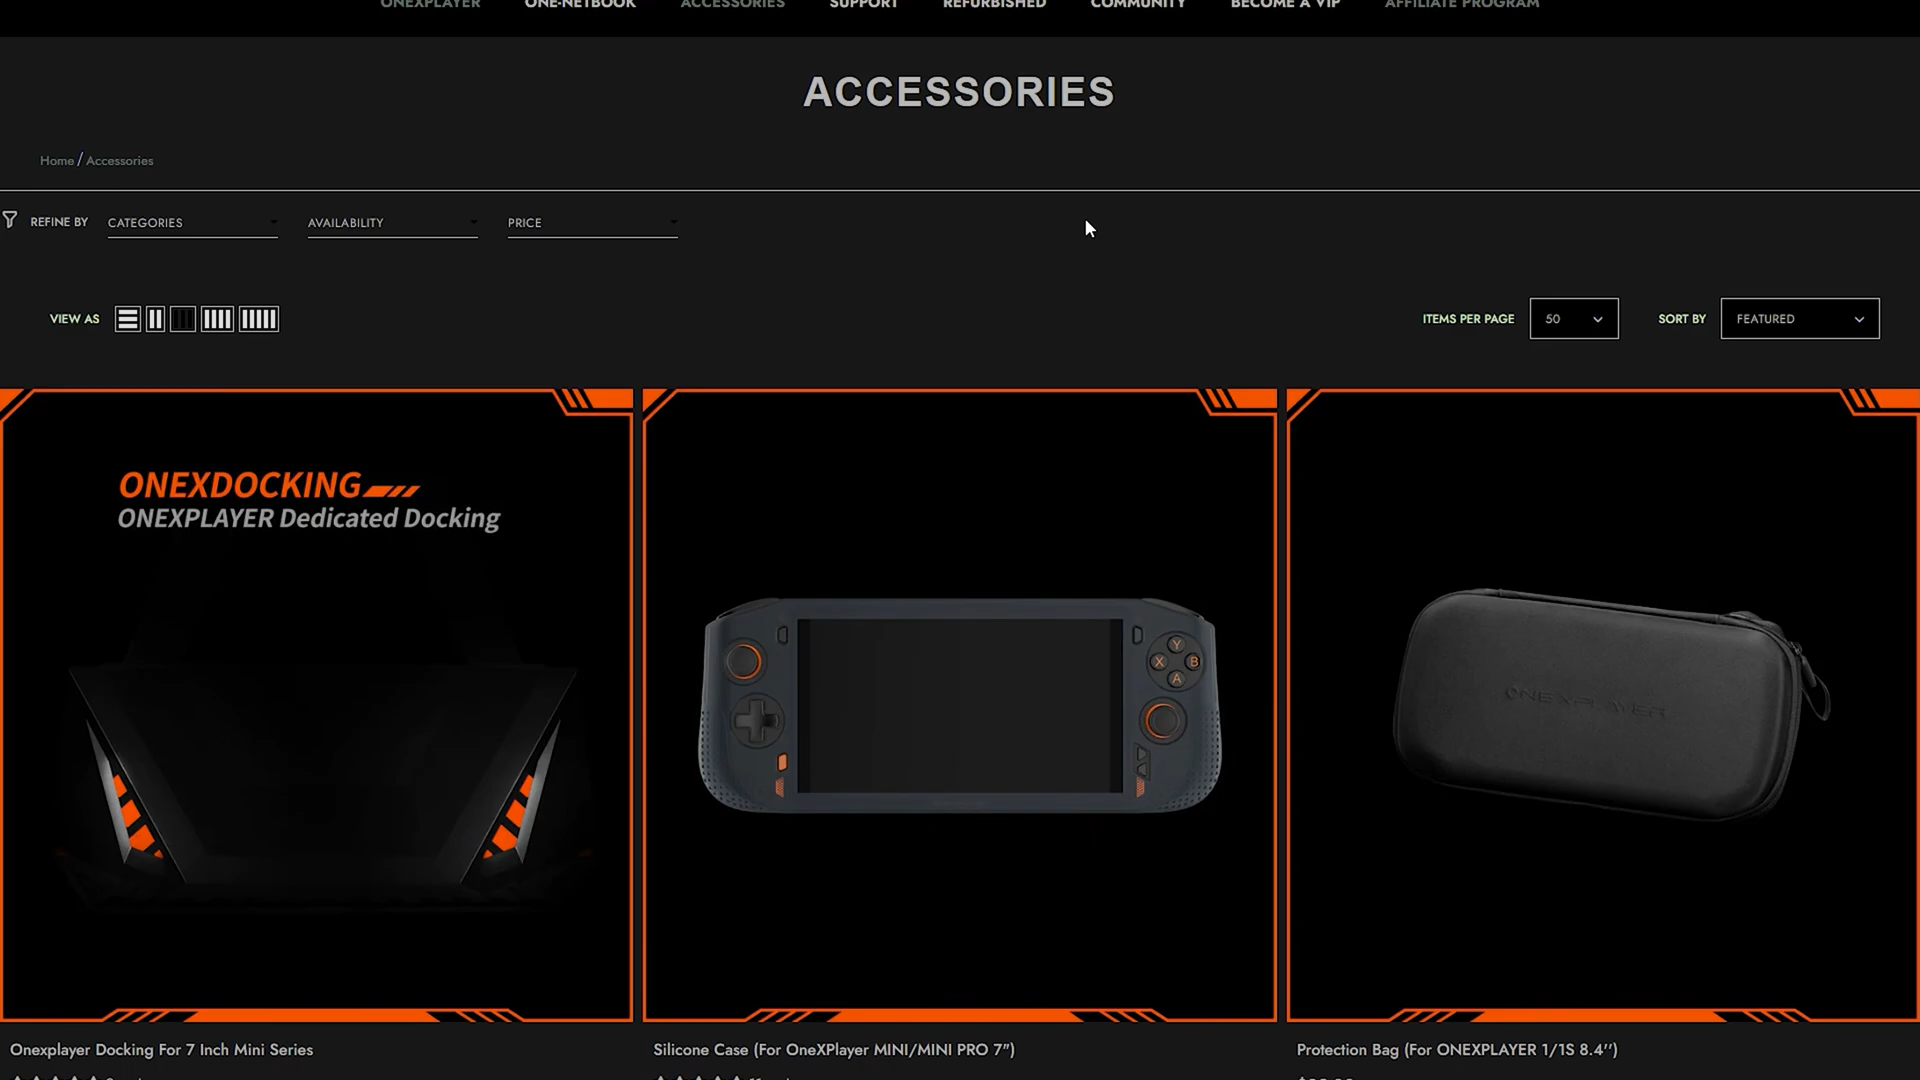 ONEXPLAYER ONE-NETBOOK ACCESSORIES SUPPORT REFURBISHED COMMUNITY BECOME A VIP AFFILIATE PROGRAM
ACCESSORIES
Home / Accessories
REFINE BY CATEGORIES AVAILABILITY PRICE
VIEW AS ITEMS PER PAGE 50 SORT BY FEATURED
ONEXDOCKING
ONEXPLAYER Dedicated Docking
Y
X B
A
ONEXPLAYER
Onexplayer Docking For 7 Inch Mini Series
Silicone Case (For OneXPlayer MINI/MINI PRO 7")
Protection Bag (For ONEXPLAYER 1/1S 8.4'')